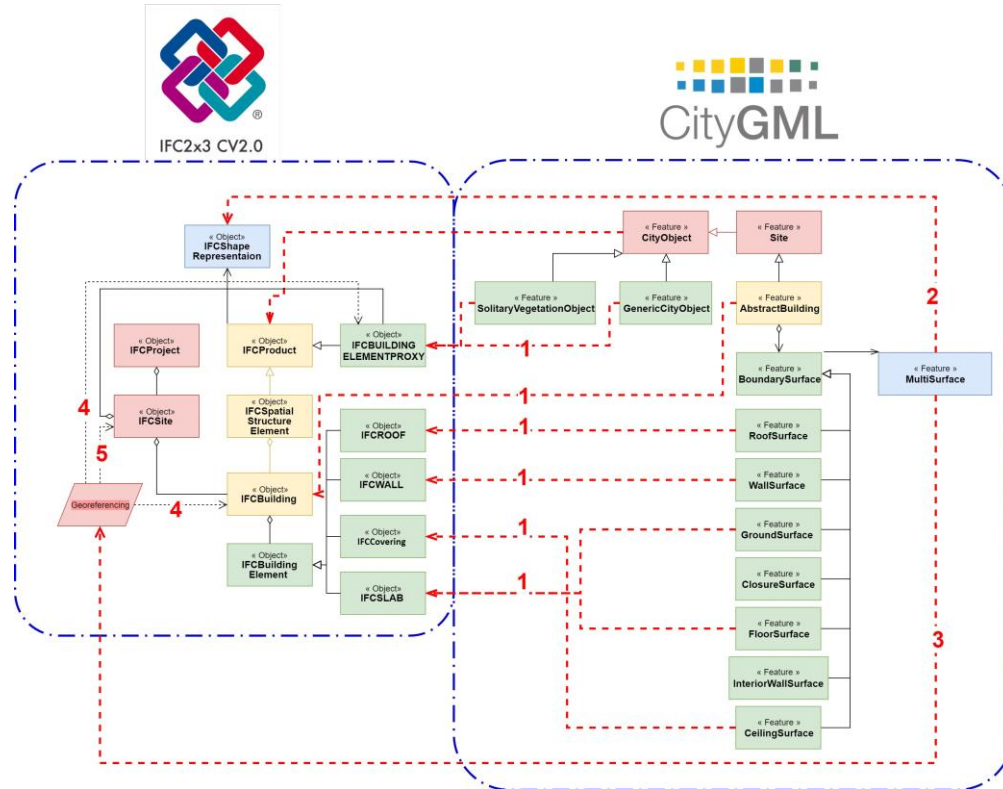 ®
IFC2x3 CV2.0
CityGML
« Object»
IFCShape
Representaion
« Object»
IFCProject
« Object»
IFCProduct
« Object»
IFCBUILDING
ELEMENTPROXY
« Object»
IFCSite
« Object»
IFCSpatial
Structure
Element
« Object»
IFCROOF
« Object»
IFCWALL
Georeferencing
« Object»
IFCBuilding
« Object»
IFCCovering
« Object»
IFCBuilding
Element
« Object»
IFCSLAB
4
5
4
1
1
1
1
1
1
« Feature »
CityObject
« Feature »
Site
« Feature »
SolitaryVegetationObject
« Feature »
GenericCityObject
« Feature »
AbstractBuilding
2
« Feature »
BoundarySurface
« Feature »
MultiSurface
« Feature »
RoofSurface
« Feature »
WallSurface
« Feature »
GroundSurface
« Feature »
ClosureSurface
« Feature »
FloorSurface
3
« Feature »
InteriorWallSurface
« Feature »
CeilingSurface